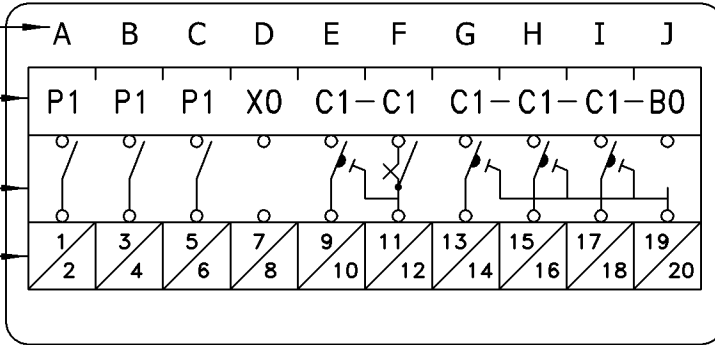 A B C D E F G H I J
P1 P1 P1 X0 C1-C1 C1-C1-C1-B0
1 3 5 7 9 11 13 15 17 19
2 4 6 8 10 12 14 16 18 20